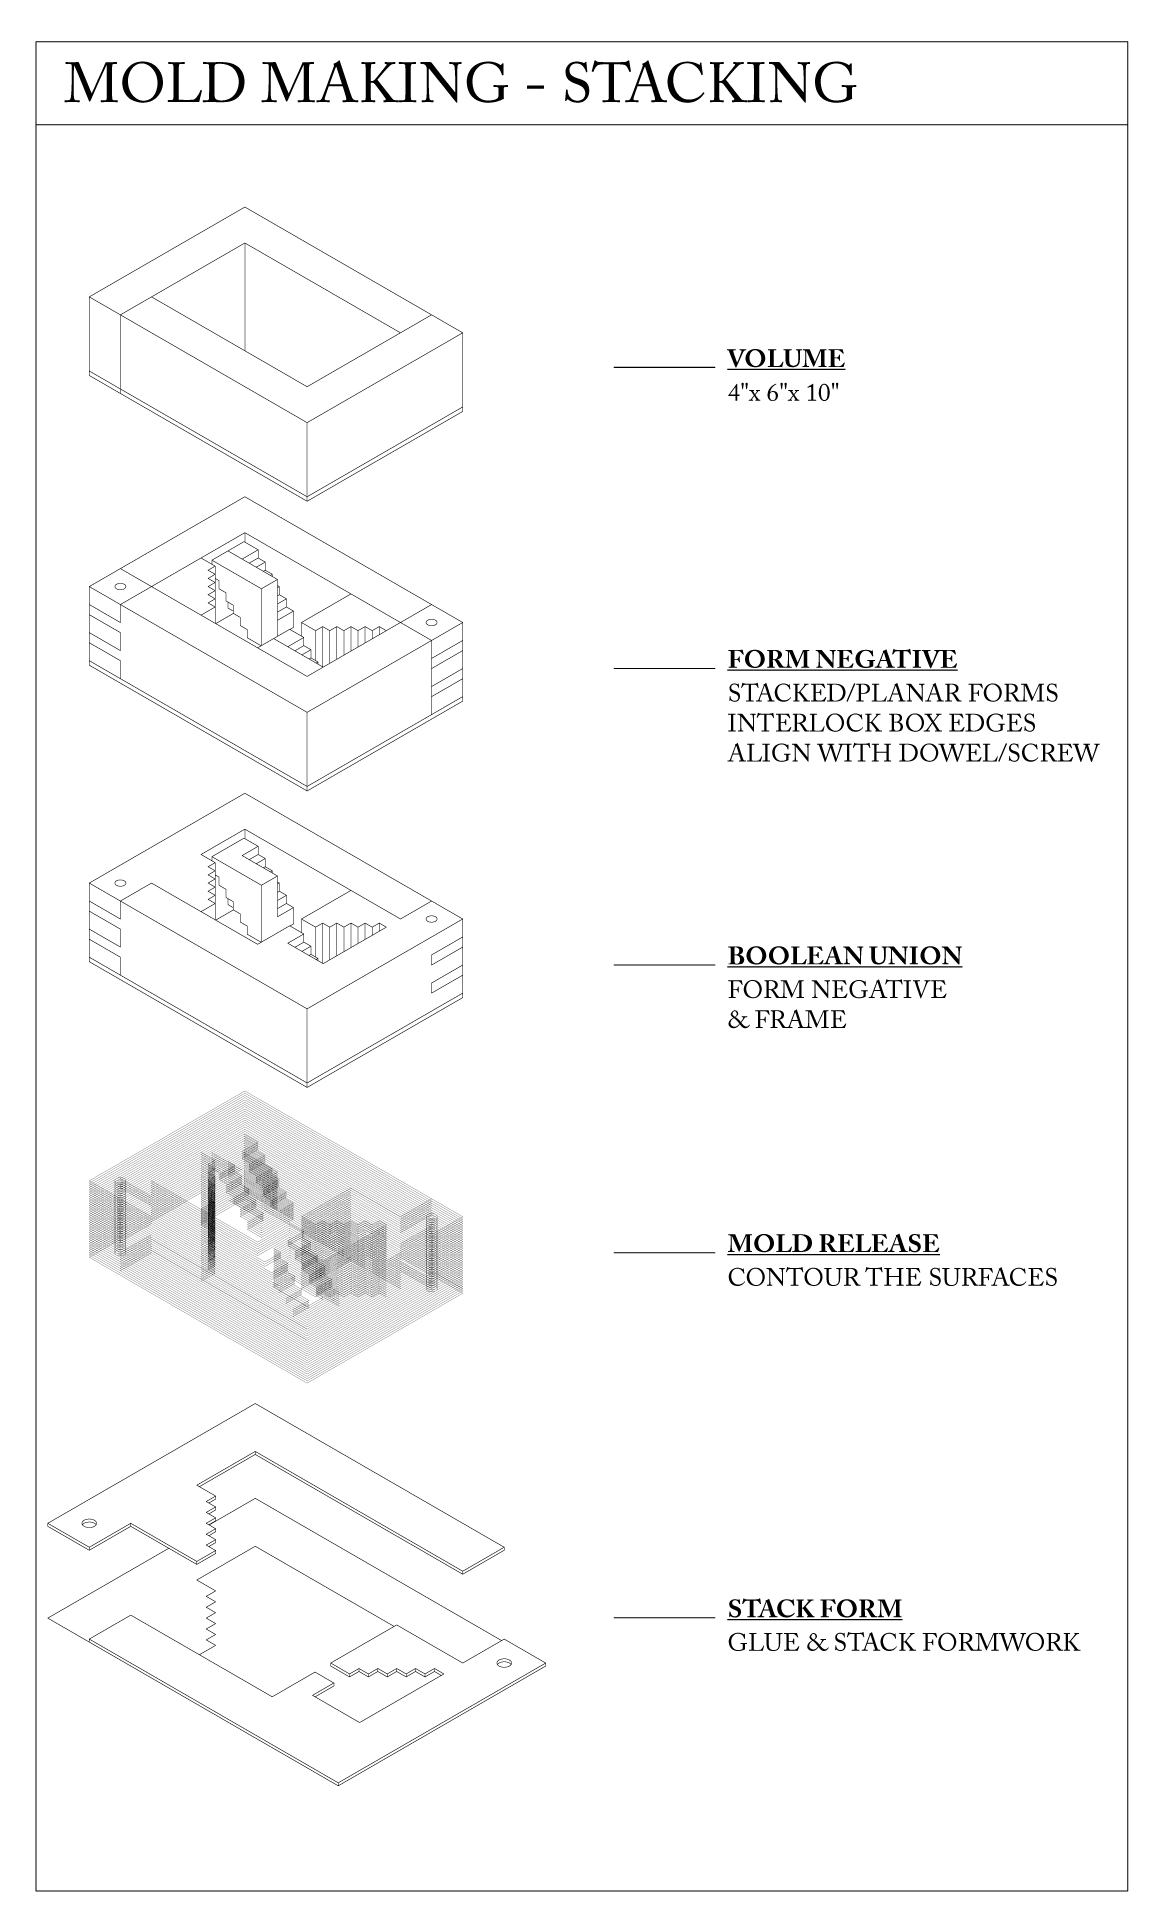 MOLD MAKING - STACKING
VOLUME
4"x 6"x 10"
FORM NEGATIVE
STACKED/PLANAR FORMS
INTERLOCK BOX EDGES
ALIGN WITH DOWEL/SCREW
BOOLEAN UNION
FORM NEGATIVE
& FRAME
MOLD RELEASE
CONTOUR THE SURFACES
STACK FORM
GLUE & STACK FORMWORK